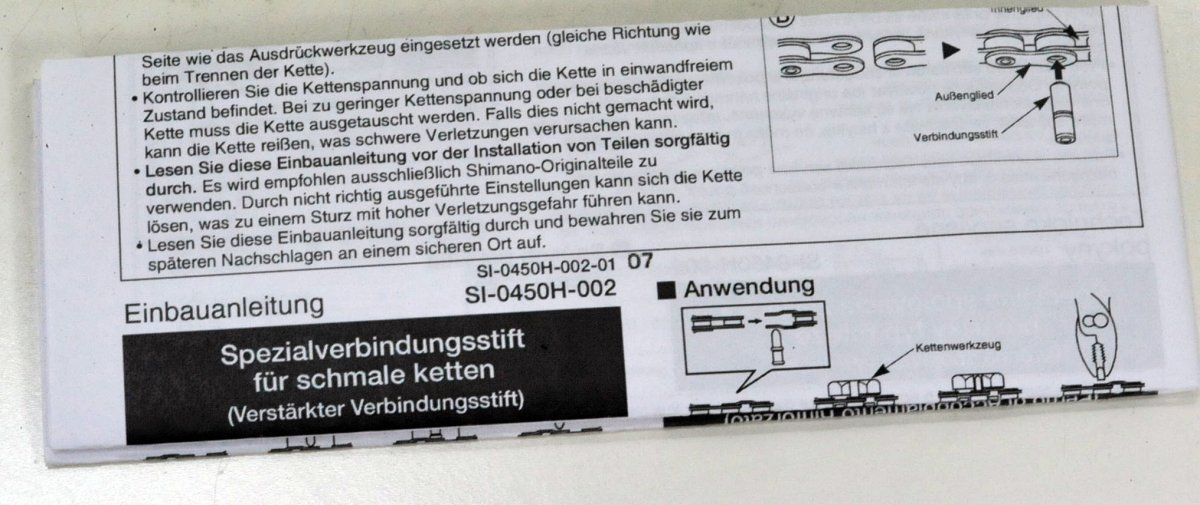 Seite wie das Ausdrückwerkzeug eingesetzt werden (gleiche Richtung wie
beim Trennen der Kette).
• Kontrollieren Sie die Kettenspannung und ob sich die Kette in einwandfreiem
Zustand befindet. Bei zu geringer Kettenspannung oder bei beschädigter
Kette muss die Kette ausgetauscht werden. Falls dies nicht gemacht wird,
kann die Kette reißen, was schwere Verletzungen verursachen kann.
• Lesen Sie diese Einbauanleitung vor der Installation von Teilen sorgfältig
durch. Es wird empfohlen ausschließlich Shimano-Originalteile zu
verwenden. Durch nicht richtig ausgeführte Einstellungen kann sich die Kette
lösen, was zu einem Sturz mit hoher Verletzungsgefahr führen kann.
• Lesen Sie diese Einbauanleitung sorgfältig durch und bewahren Sie sie zum
späteren Nachschlagen an einem sicheren Ort auf.
Innenglied
Außenglied
Verbindungsstift
SI-0450H-002-01 07
SI-0450H-002
Einbauanleitung
Spezialverbindungsstift
für schmale ketten
(Verstärkter Verbindungsstift)
■ Anwendung
Kettenwerkzeug